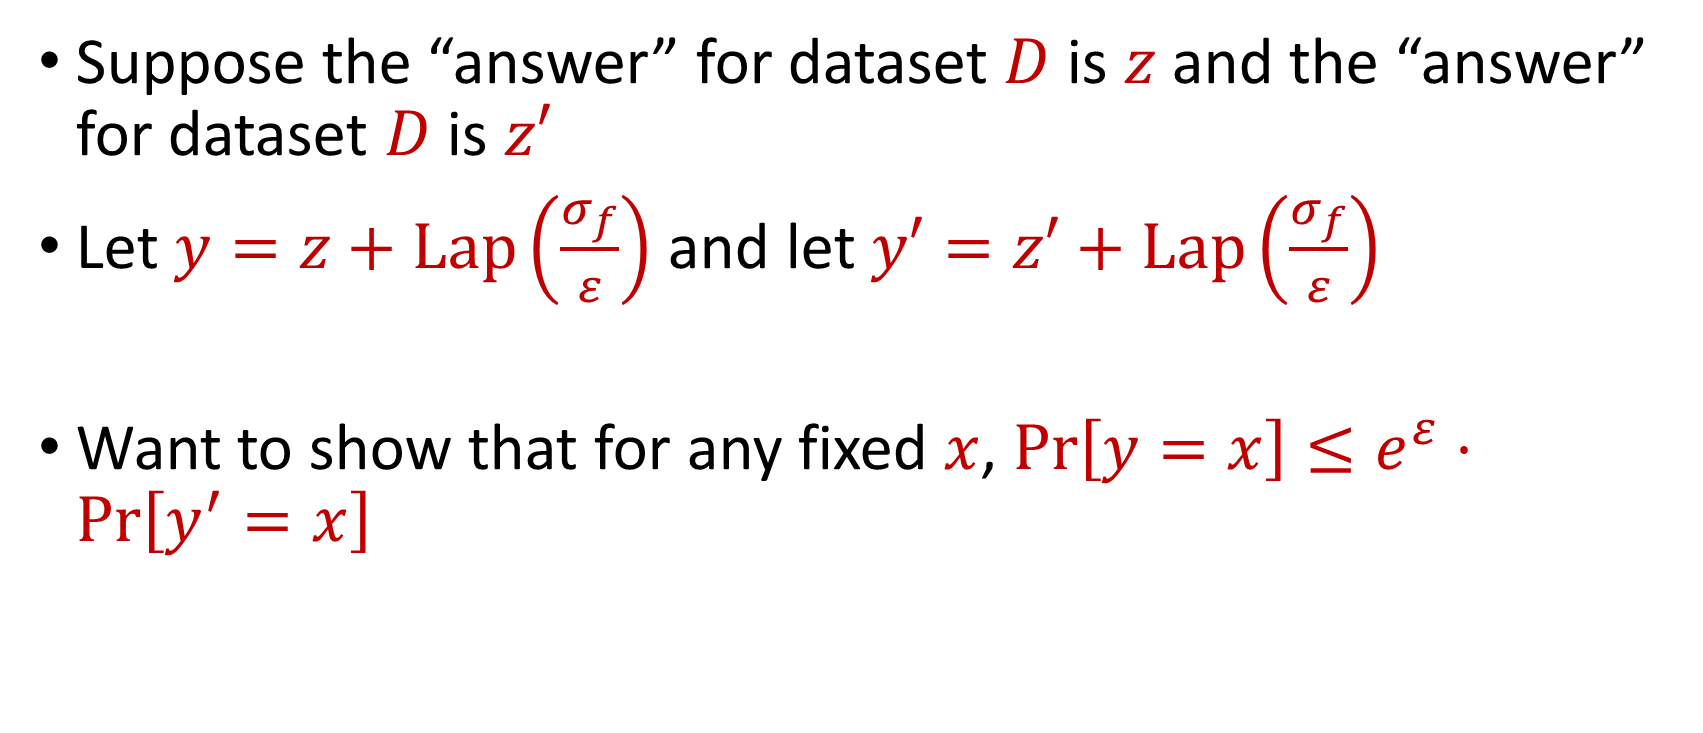 • Suppose the “answer” for dataset D is z and the “answer”
for dataset D is z′
• Let y = z + Lap(σ_f/ε) and let y′ = z′ + Lap(σ_f/ε)
• Want to show that for any fixed x, Pr[y = x] ≤ e^ε ·
Pr[y′ = x]